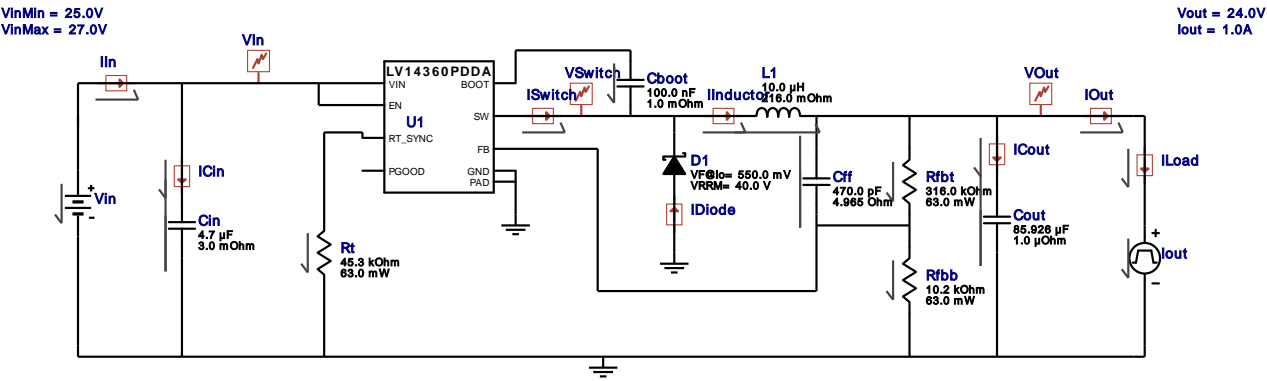 VinMin = 25.0V
VinMax = 27.0V
Vout = 24.0V
Iout = 1.0A
IIn
VIn
LV14360PDDA
VIN
BOOT
EN
SW
U1
RT_SYNC
FB
PGOOD
GND
PAD
VSwitch
ISwitch
Cboot
100.0 nF
1.0 mOhm
IInductor
L1
10.0 µH
216.0 mOhm
VOut
IOut
ICin
Vin
+
-
Cin
4.7 µF
3.0 mOhm
Rt
45.3 kOhm
63.0 mW
D1
VF@Io= 550.0 mV
VRRM= 40.0 V
IDiode
Cff
470.0 pF
4.965 Ohm
Rfbt
316.0 kOhm
63.0 mW
Rfbb
10.2 kOhm
63.0 mW
ICout
Cout
85.926 µF
1.0 µOhm
ILoad
+
Iout
-